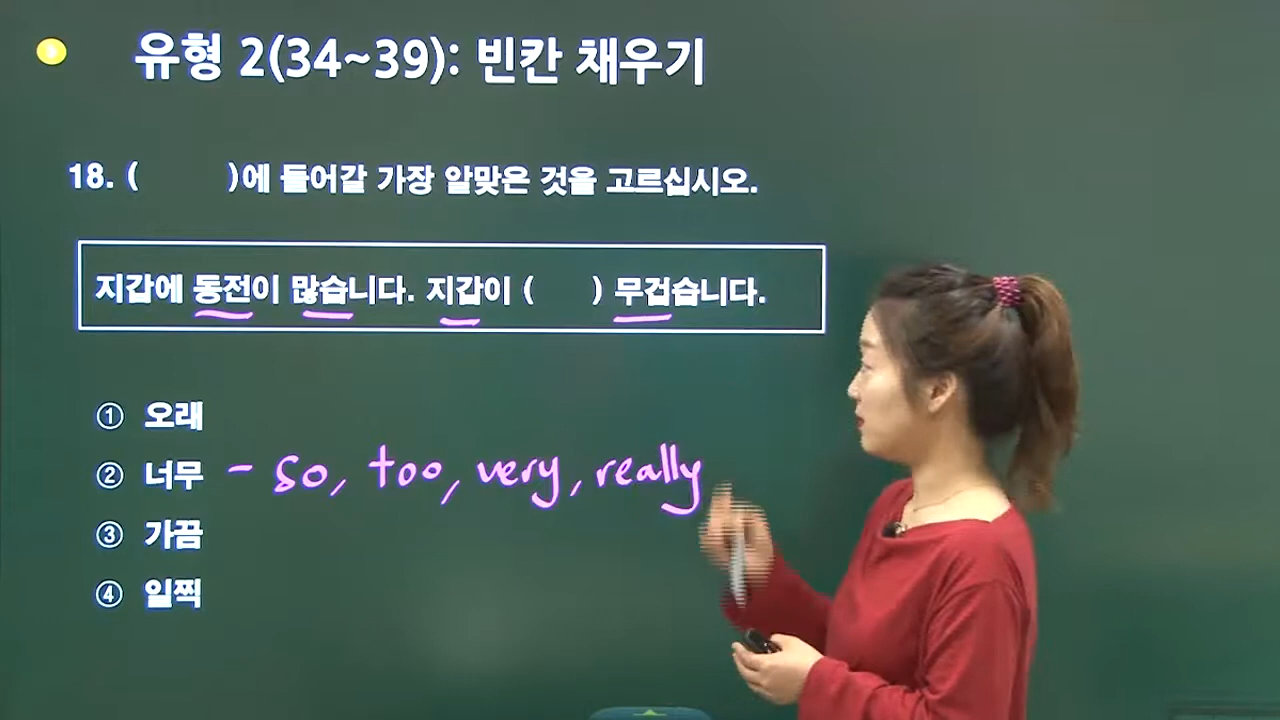 유형 2(34~39): 빈칸 채우기
18. ( )에 들어갈 가장 알맞은 것을 고르십시오.
지갑에 동전이 많습니다. 지갑이 ( ) 무겁습니다.
① 오래
② 너무 - so, too, very, really
③ 가끔
④ 일찍